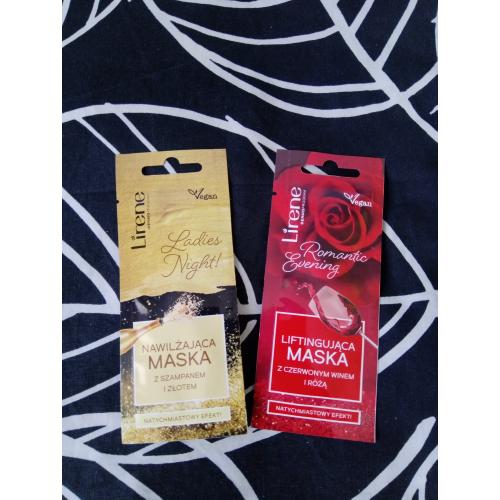 Lirene
Vegan
Ladies
Night!
NAWILŻAJĄCA
MASKA
Z SZAMPANEM
I ZŁOTEM
NATYCHMIASTOWY EFEKT!
Lirene
Vegan
Romantic
Evening
LIFTINGUJĄCA
MASKA
Z CZERWONYM WINEM
I RÓŻĄ
NATYCHMIASTOWY EFEKT!